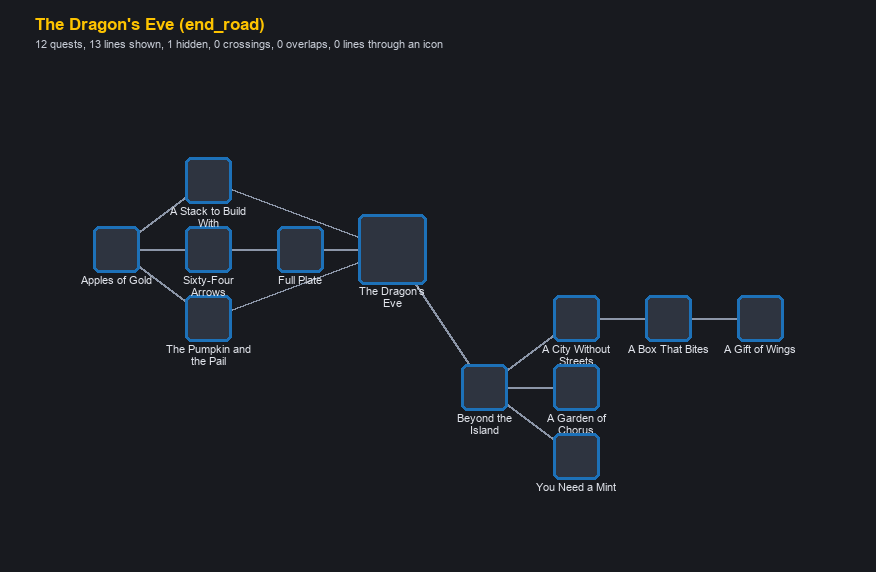 The Dragon's Eve (end_road)
12 quests, 13 lines shown, 1 hidden, 0 crossings, 0 overlaps, 0 lines through an icon
A Stack to Build
With
Apples of Gold
Sixty-Four
Arrows
Full Plate
The Dragon's
Eve
The Pumpkin and
the Pail
A City Without
Streets
A Box That Bites
A Gift of Wings
Beyond the
Island
A Garden of
Chorus
You Need a Mint